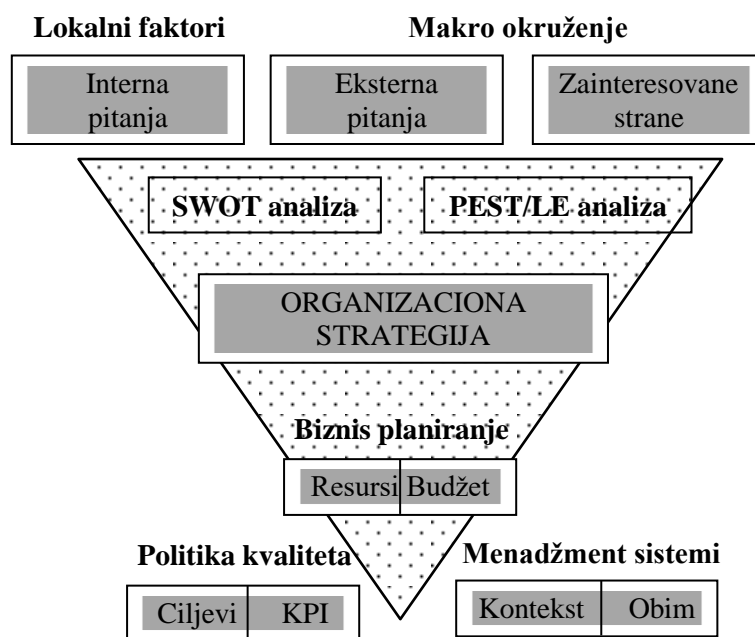 Lokalni faktori
Makro okruženje
Interna
pitanja
Eksterna
pitanja
Zainteresovane
strane
SWOT analiza
PEST/LE analiza
ORGANIZACIONA
STRATEGIJA
Biznis planiranje
Resursi
Budžet
Politika kvaliteta
Menadžment sistemi
Ciljevi
KPI
Kontekst
Obim